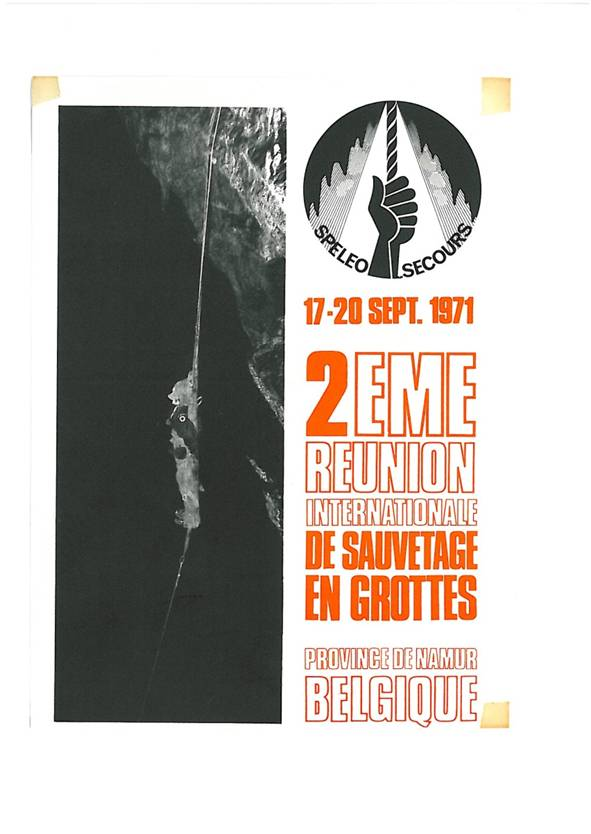 SPELEO SECOURS
17-20 SEPT. 1971
2EME
REUNION
INTERNATIONALE
DE SAUVETAGE
EN GROTTES
PROVINCE DE NAMUR
BELGIQUE